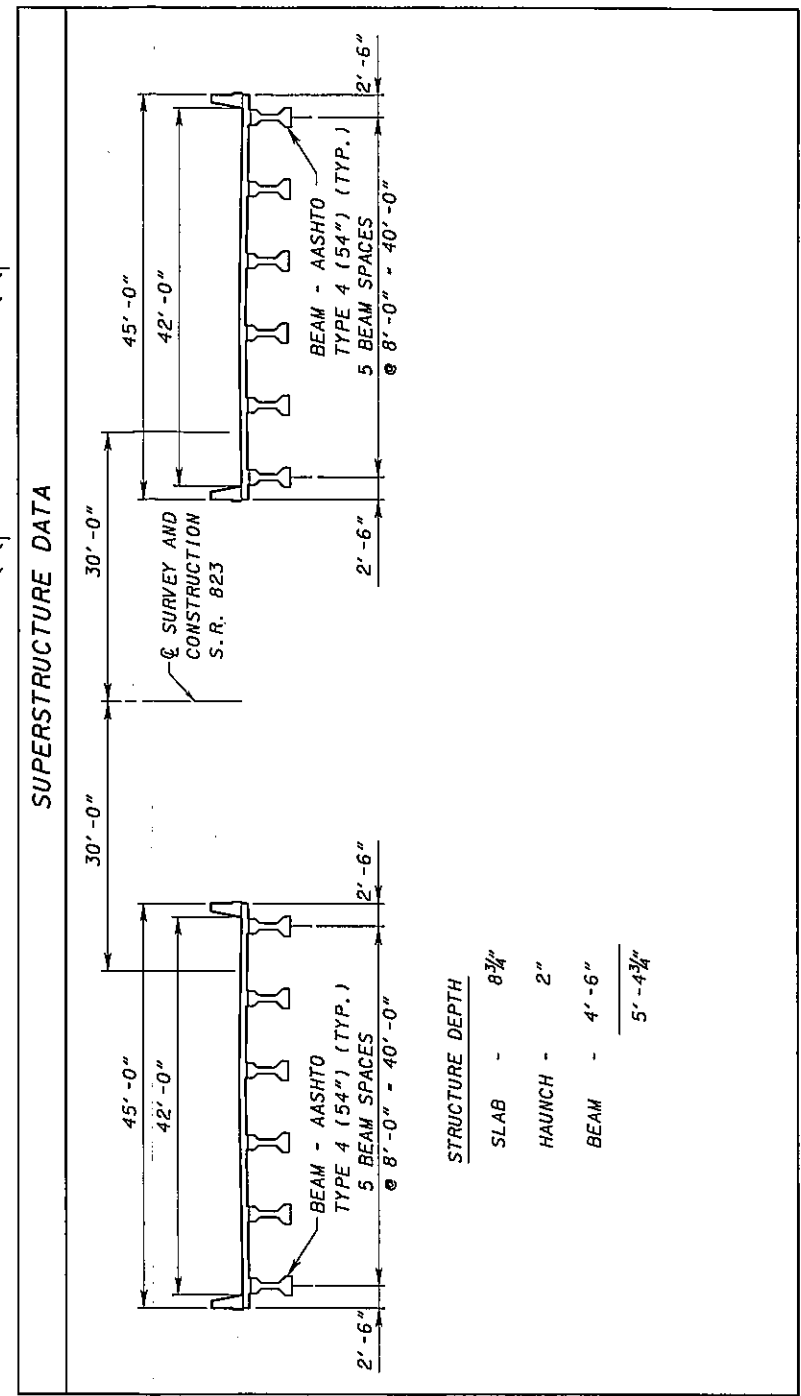 SUPERSTRUCTURE DATA
30'-0"
30'-0"
45'-0"
42'-0"
℄ SURVEY AND
CONSTRUCTION
S.R. 823
45'-0"
42'-0"
BEAM - AASHTO
TYPE 4 (54") (TYP.)
5 BEAM SPACES
@ 8'-0" = 40'-0"
2'-6"
2'-6"
BEAM - AASHTO
TYPE 4 (54") (TYP.)
5 BEAM SPACES
@ 8'-0" = 40'-0"
2'-6"
2'-6"
STRUCTURE DEPTH
SLAB - 8¾"
HAUNCH - 2"
BEAM - 4'-6"
5'-4¾"